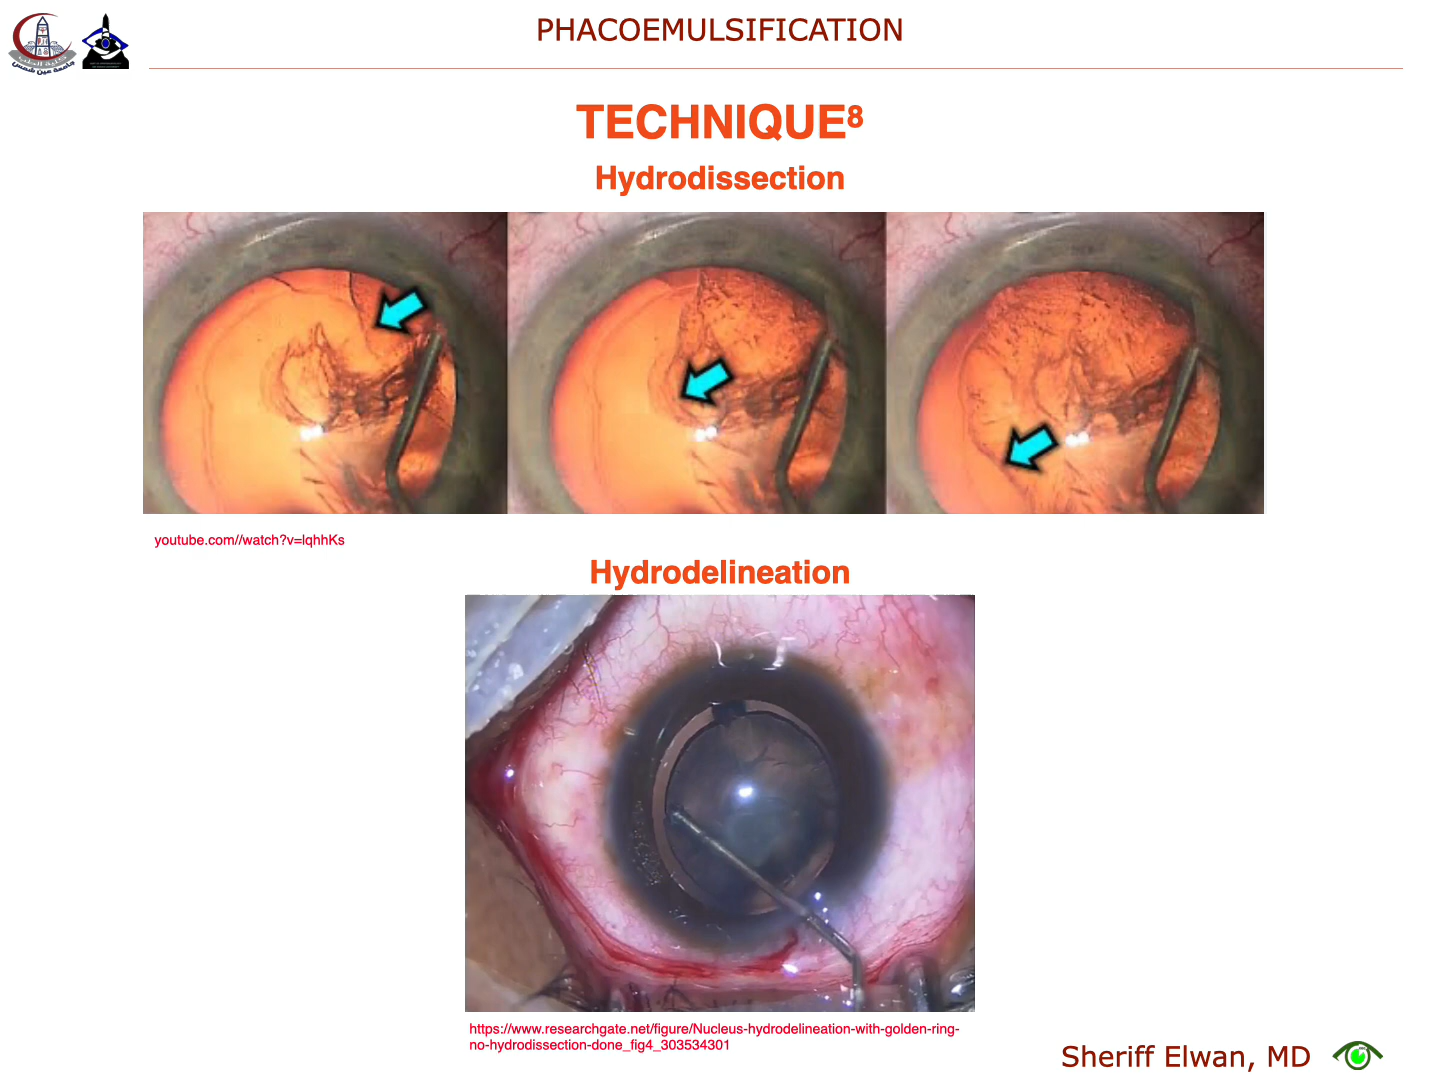 PHACOEMULSIFICATION
TECHNIQUE⁸
Hydrodissection
youtube.com//watch?v=lqhhKs
Hydrodelineation
https://www.researchgate.net/figure/Nucleus-hydrodelineation-with-golden-ring-
no-hydrodissection-done_fig4_303534301
Sheriff Elwan, MD